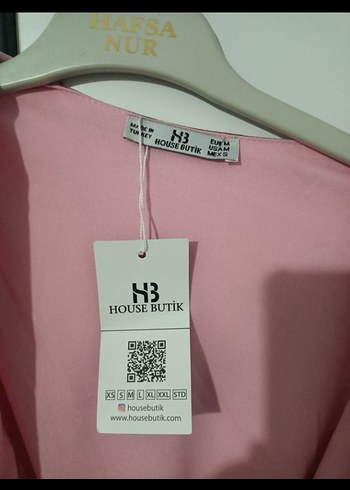 HAFSA
NUR
MADE IN
TURKEY
HB
HOUSE BUTİK
EUR M
USA M
MEX S
HB
HOUSE BUTİK
XS S M L XL XXL STD
housebutik
www.housebutik.com